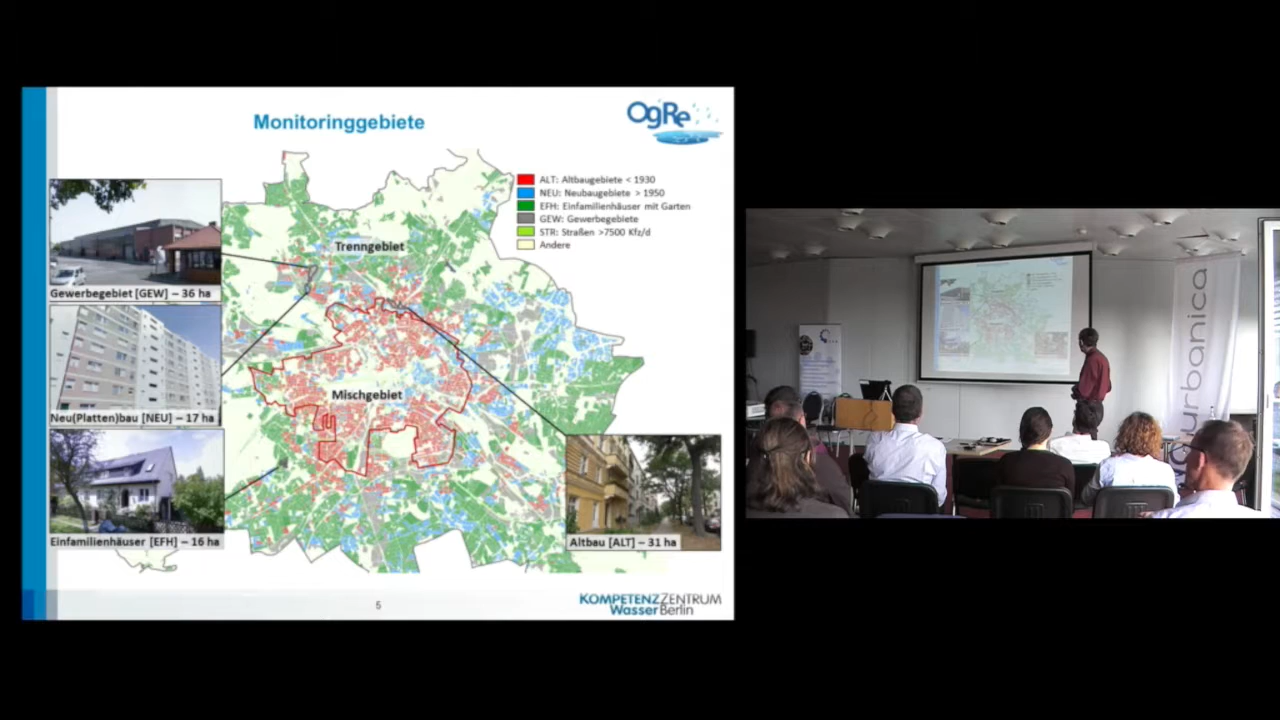 Monitoringgebiete
OgRe
ALT: Altbaugebiete < 1930
NEU: Neubaugebiete > 1950
EFH: Einfamilienhäuser mit Garten
GEW: Gewerbegebiete
STR: Straßen >7500 Kfz/d
Andere
Trenngebiet
Gewerbegebiet [GEW] – 36 ha
Mischgebiet
Neu(Platten)bau [NEU] – 17 ha
Einfamilienhäuser [EFH] – 16 ha
Altbau [ALT] – 31 ha
5
KOMPETENZZENTRUM
WasserBerlin
urbanica